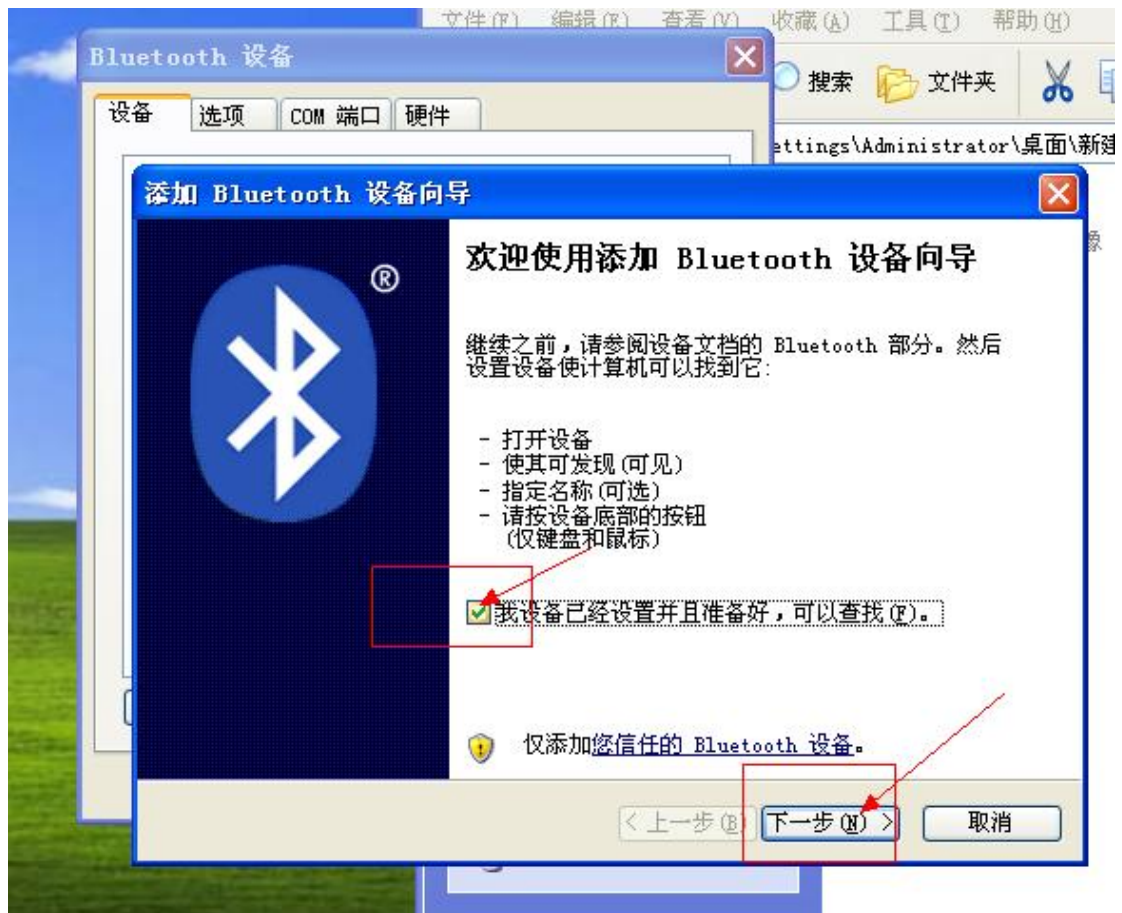 文件(F) 编辑(E) 查看(V) 收藏(A) 工具(T) 帮助(H)
Bluetooth 设备
搜索 文件夹
设备 选项 COM 端口 硬件
ettings\Administrator\桌面\新建
添加 Bluetooth 设备向导
欢迎使用添加 Bluetooth 设备向导
®
像
继续之前，请参阅设备文档的 Bluetooth 部分。然后
设置设备使计算机可以找到它:
- 打开设备
- 使其可发现(可见)
- 指定名称(可选)
- 请按设备底部的按钮
(仅键盘和鼠标)
我设备已经设置并且准备好，可以查找(F)。
仅添加您信任的 Bluetooth 设备。
< 上一步(B) 下一步(N) > 取消